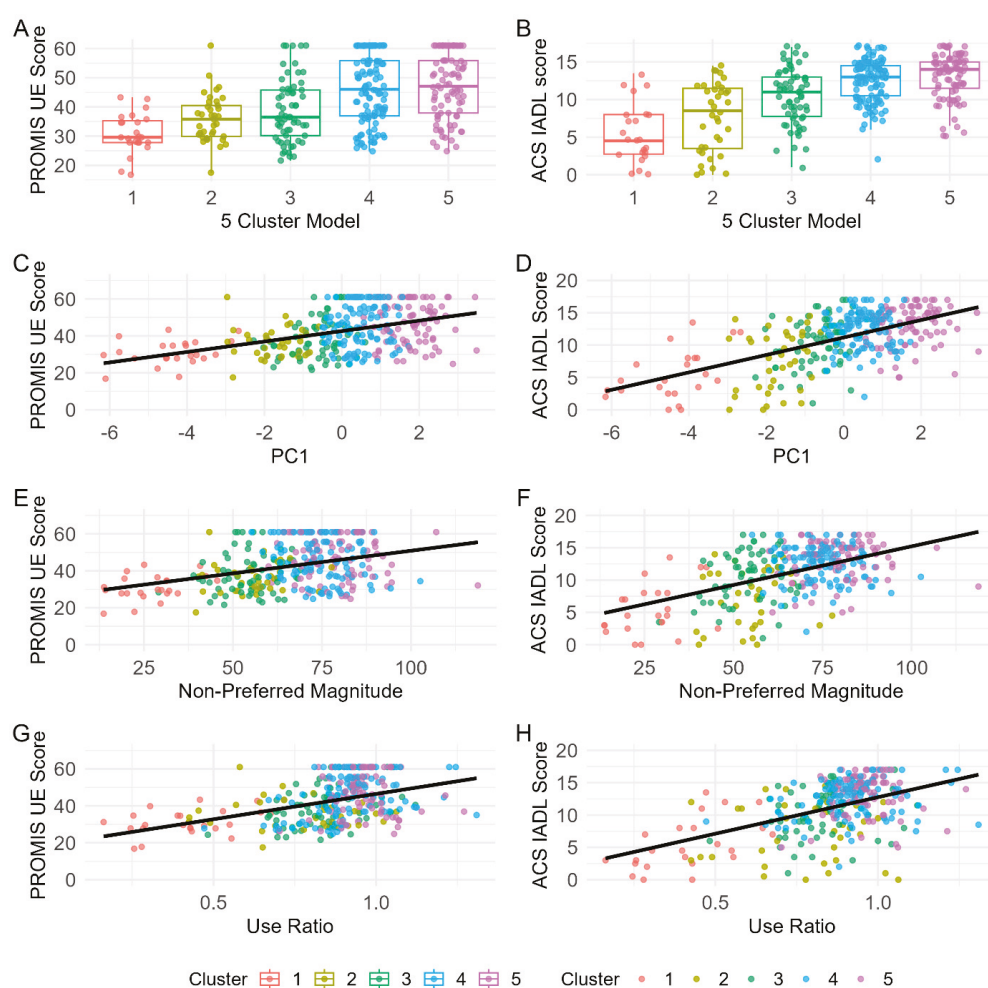 A
PROMIS UE Score
60
50
40
30
20
1 2 3 4 5
5 Cluster Model
B
ACS IADL score
15
10
5
0
1 2 3 4 5
5 Cluster Model
C
PROMIS UE Score
60
40
20
0
-6 -4 -2 0 2
PC1
D
ACS IADL Score
20
15
10
5
0
-6 -4 -2 0 2
PC1
E
PROMIS UE Score
60
40
20
0
25 50 75 100
Non-Preferred Magnitude
F
ACS IADL Score
20
15
10
5
0
25 50 75 100
Non-Preferred Magnitude
G
PROMIS UE Score
60
40
20
0
0.5 1.0
Use Ratio
H
ACS IADL Score
20
15
10
5
0
0.5 1.0
Use Ratio
Cluster 1 2 3 4 5 Cluster 1 2 3 4 5